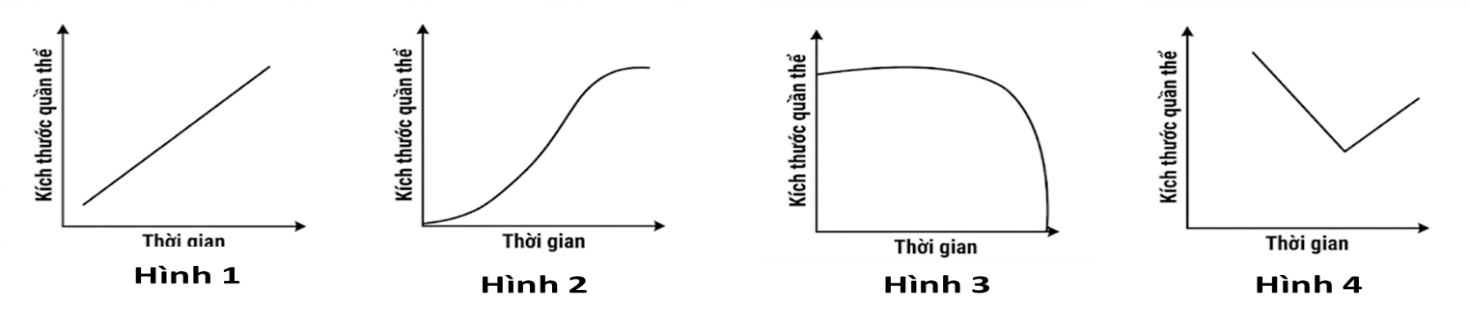 Kích thước quần thể
Thời gian
Hình 1
Kích thước quần thể
Thời gian
Hình 2
Kích thước quần thể
Thời gian
Hình 3
Kích thước quần thể
Thời gian
Hình 4